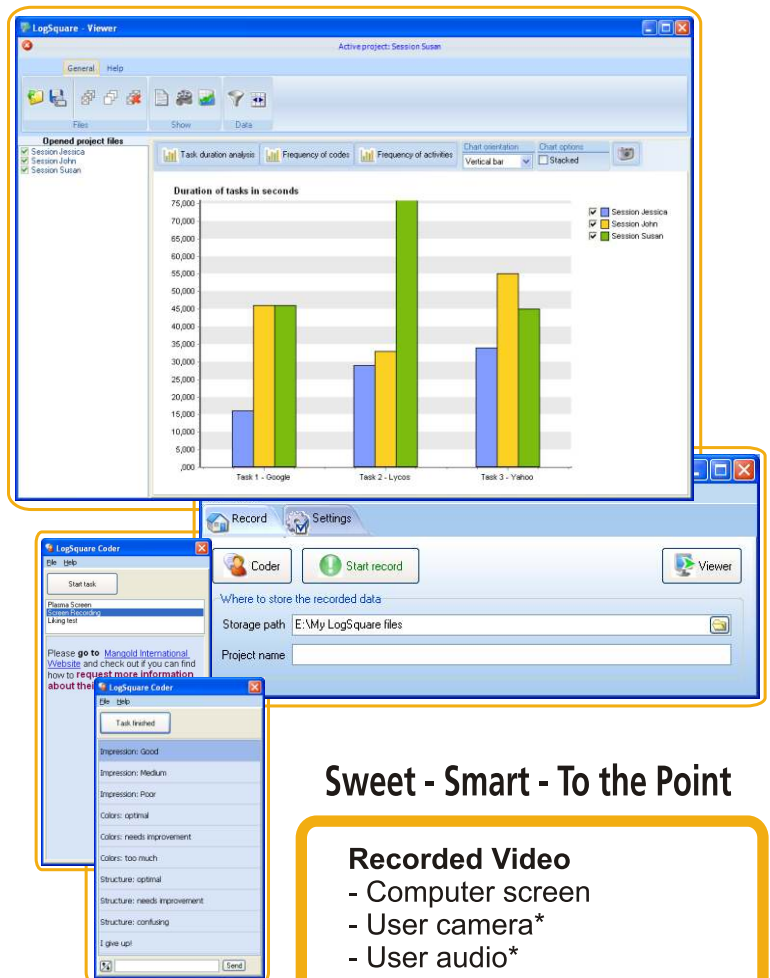 LogSquare - Viewer
Active project: Session Susan
General Help
Files Show Data
Opened project files
Session Jessica
Session John
Session Susan
Task duration analysis Frequency of codes Frequency of activities
Chart orientation
Vertical bar
Chart options
Stacked
Duration of tasks in seconds
75,000
70,000
65,000
60,000
55,000
50,000
45,000
40,000
35,000
30,000
25,000
20,000
15,000
10,000
5,000
,000
Task 1 - Google Task 2 - Lycos Task 3 - Yahoo
Session Jessica
Session John
Session Susan
Record Settings
Coder Start record Viewer
Where to store the recorded data
Storage path E:\My LogSquare files
Project name
LogSquare Coder
File Help
Start task
Plasma Screen
Screen Recording
Liking test
Please go to Mangold International
Website and check out if you can find
how to request more information
about thei
LogSquare Coder
File Help
Task finished
Impression: Good
Impression: Medium
Impression: Poor
Colors: optimal
Colors: needs improvement
Colors: too much
Structure: optimal
Structure: needs improvement
Structure: confusing
I give up!
Send
Sweet - Smart - To the Point
Recorded Video
- Computer screen
- User camera*
- User audio*